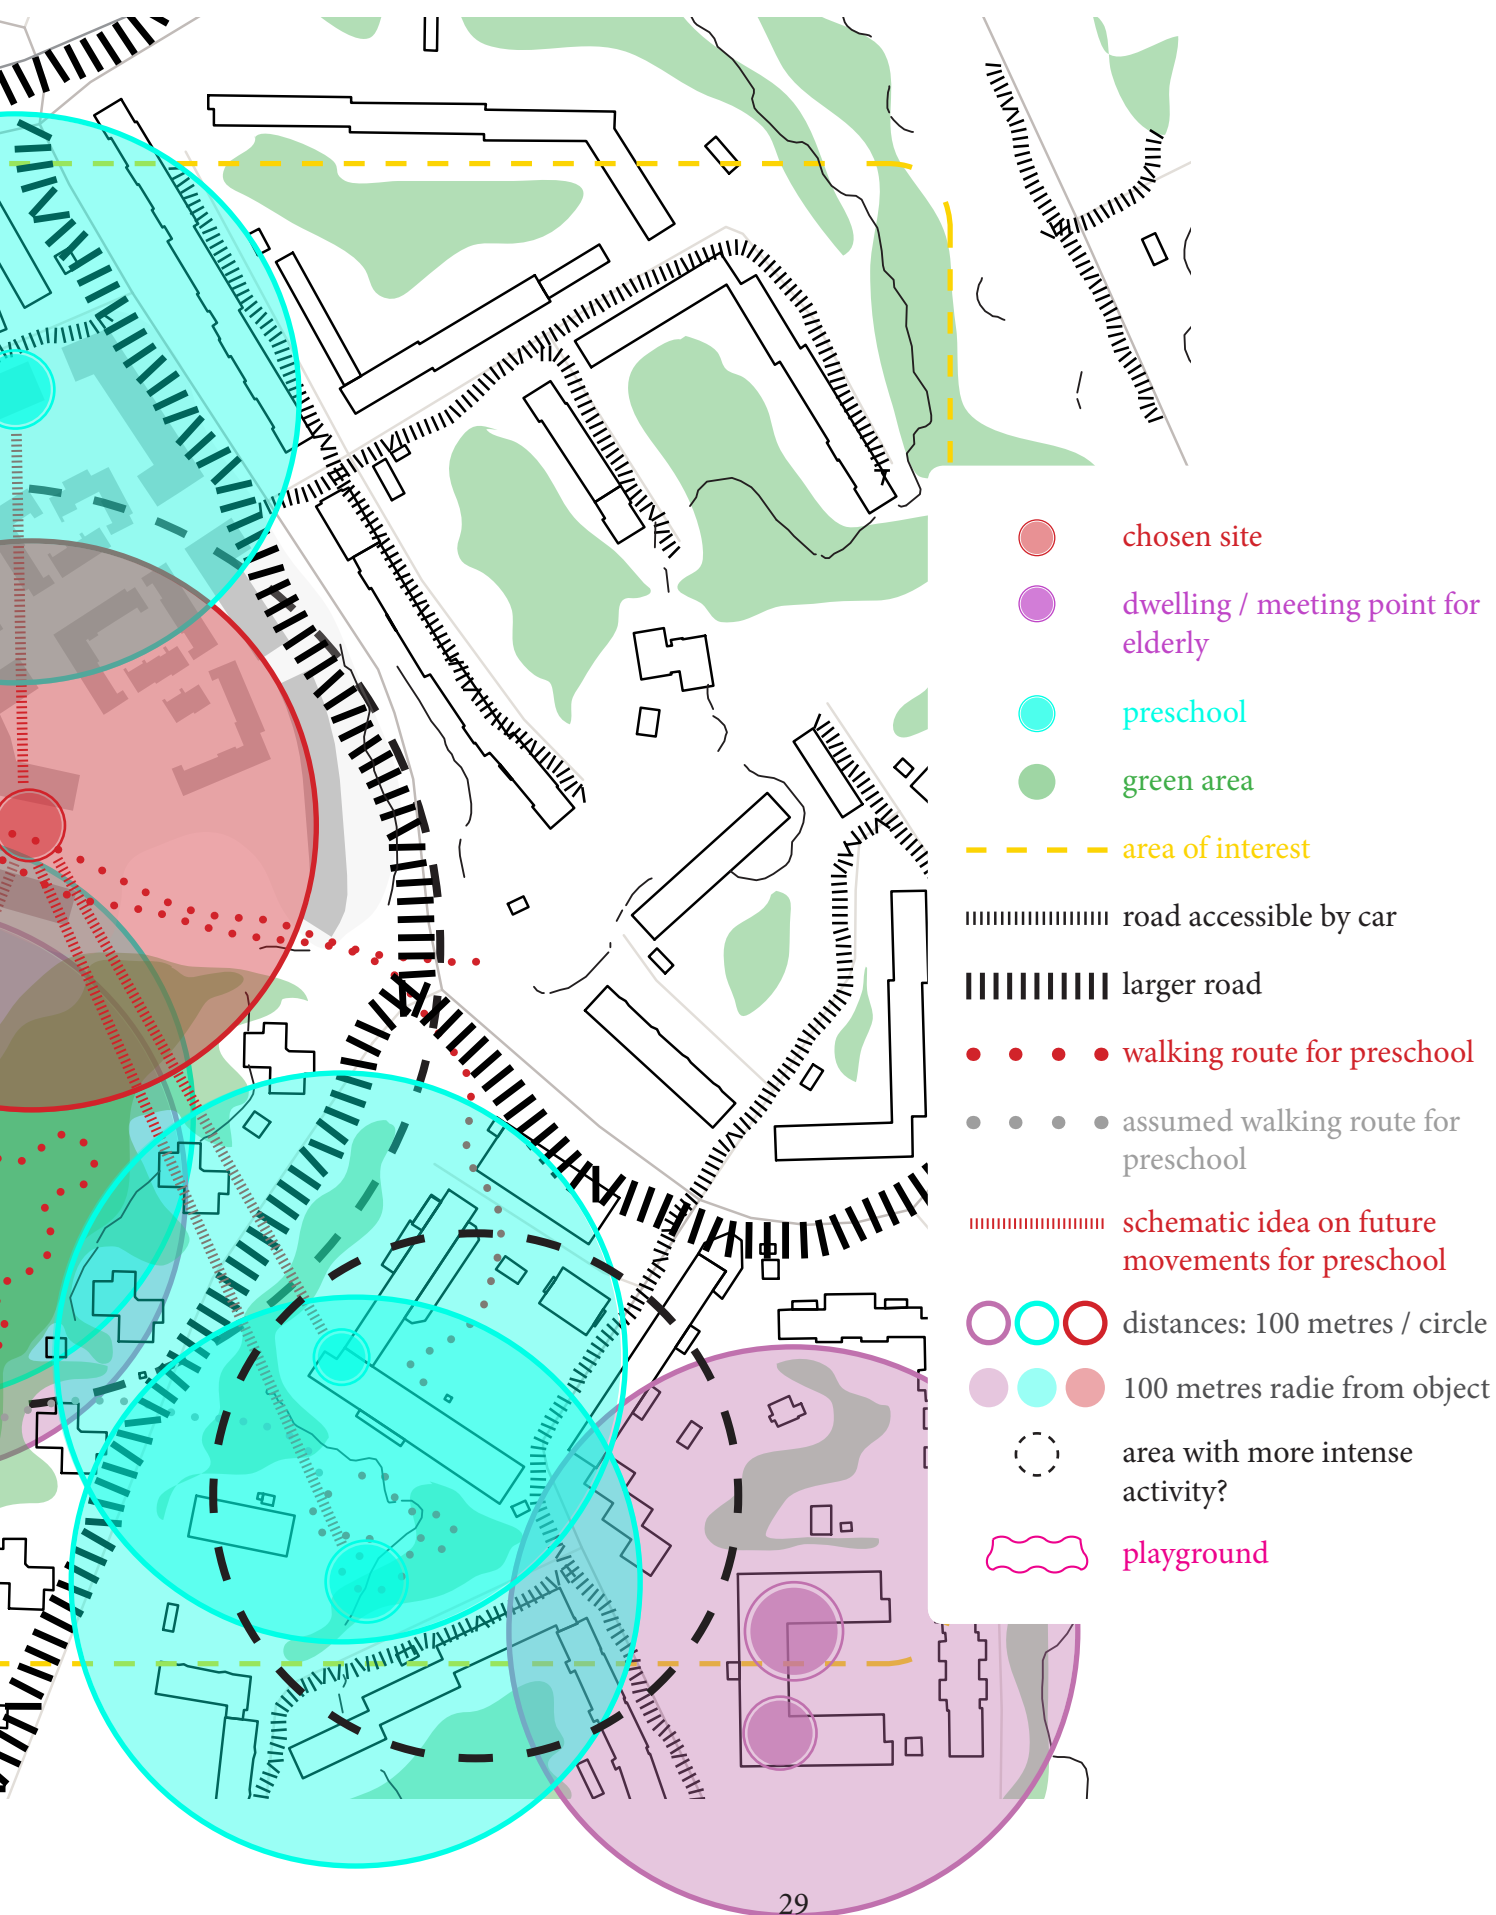 chosen site
dwelling / meeting point for
elderly
preschool
green area
area of interest
road accessible by car
larger road
walking route for preschool
assumed walking route for
preschool
schematic idea on future
movements for preschool
distances: 100 metres / circle
100 metres radie from object
area with more intense
activity?
playground
29